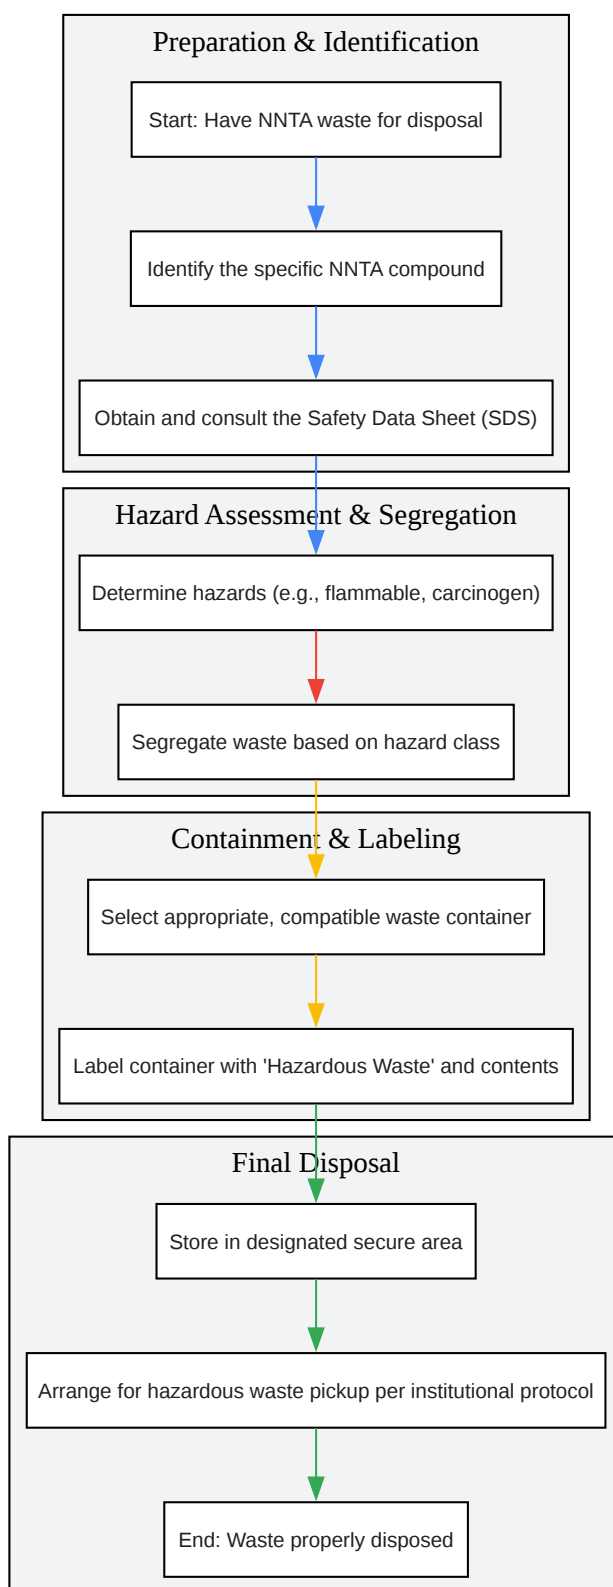 Preparation & Identification
Start: Have NNTA waste for disposal
Identify the specific NNTA compound
Obtain and consult the Safety Data Sheet (SDS)
Hazard Assessment & Segregation
Determine hazards (e.g., flammable, carcinogen)
Segregate waste based on hazard class
Containment & Labeling
Select appropriate, compatible waste container
Label container with 'Hazardous Waste' and contents
Final Disposal
Store in designated secure area
Arrange for hazardous waste pickup per institutional protocol
End: Waste properly disposed